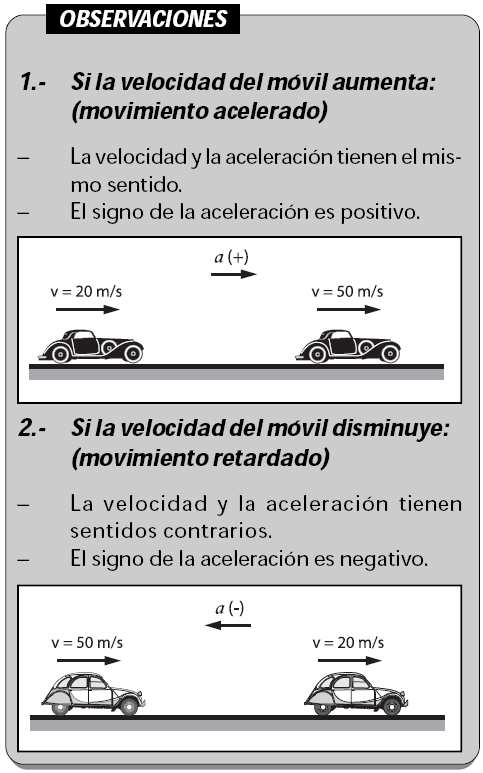 OBSERVACIONES
1.- Si la velocidad del móvil aumenta:
(movimiento acelerado)
– La velocidad y la aceleración tienen el mis-
mo sentido.
– El signo de la aceleración es positivo.
a (+)
v = 20 m/s v = 50 m/s
2.- Si la velocidad del móvil disminuye:
(movimiento retardado)
– La velocidad y la aceleración tienen
sentidos contrarios.
– El signo de la aceleración es negativo.
a (-)
v = 50 m/s v = 20 m/s